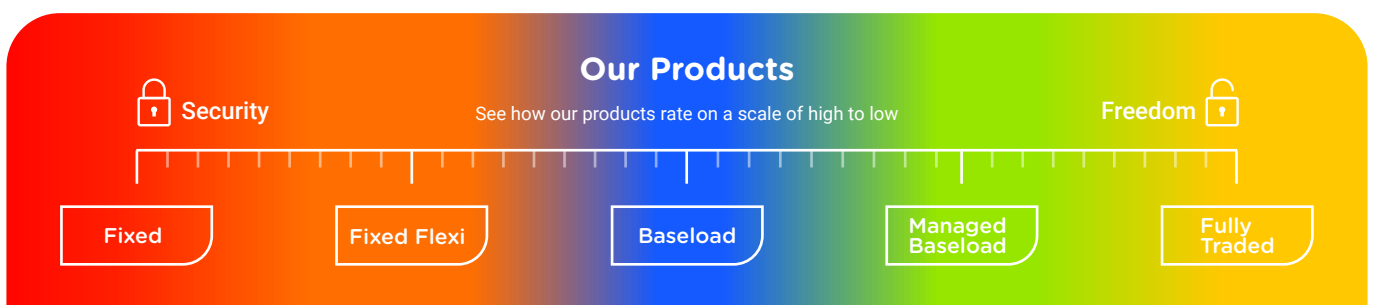 Our Products
Security
See how our products rate on a scale of high to low
Freedom
Fixed
Fixed Flexi
Baseload
Managed
Baseload
Fully
Traded